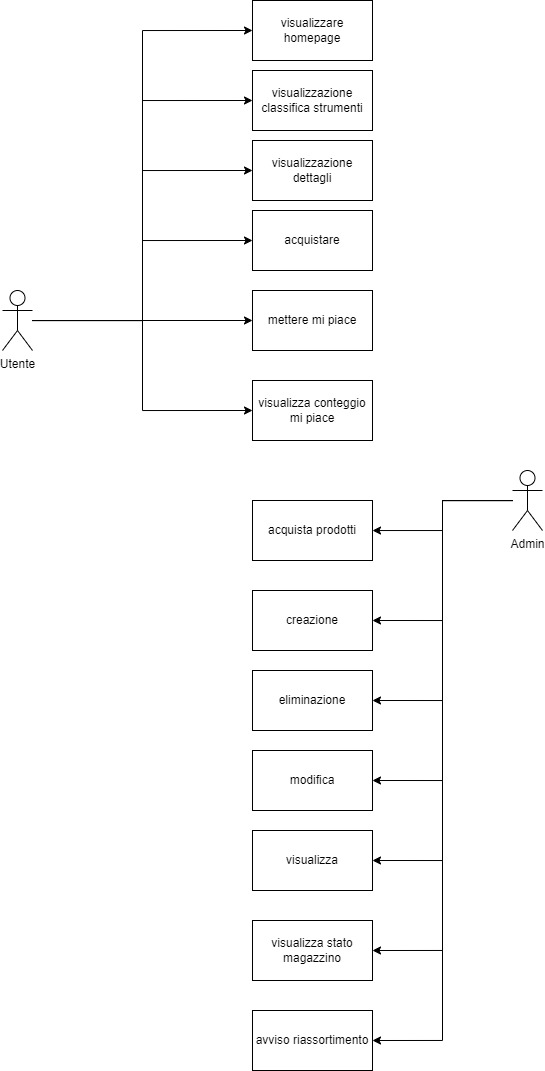 visualizzare
homepage
visualizzazione
classifica strumenti
visualizzazione
dettagli
acquistare
mettere mi piace
Utente
visualizza conteggio
mi piace
acquista prodotti
Admin
creazione
eliminazione
modifica
visualizza
visualizza stato
magazzino
avviso riassortimento